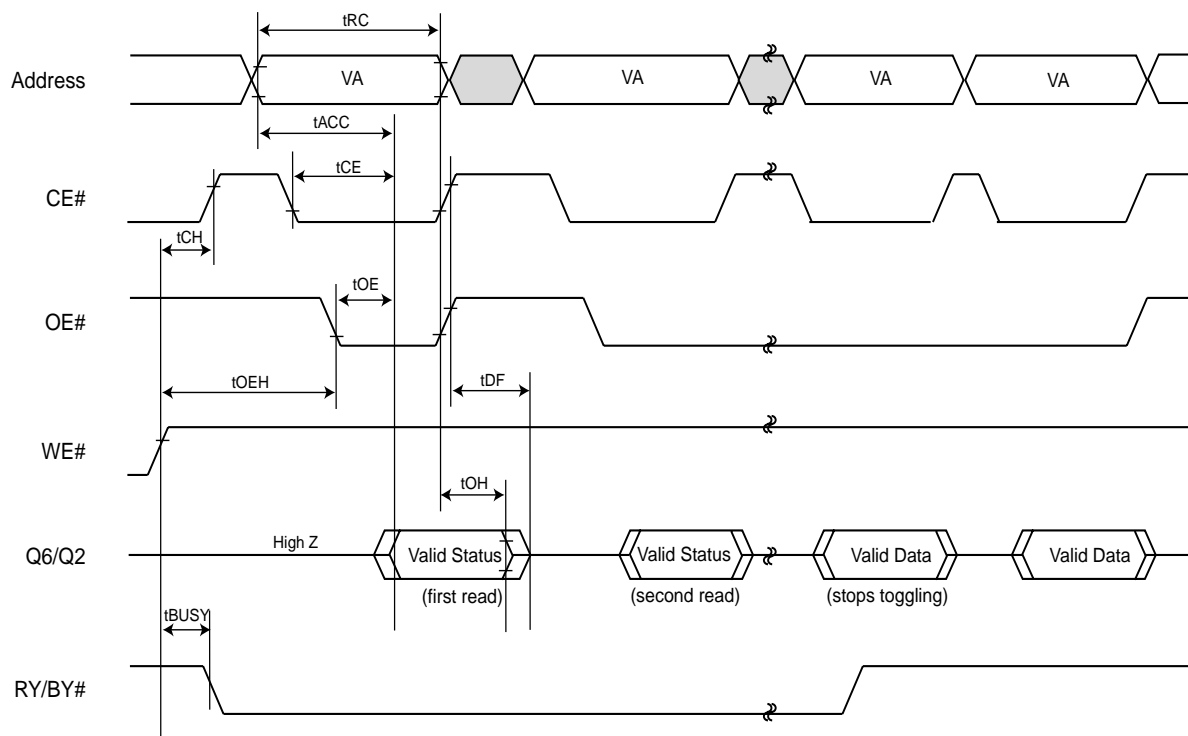 tRC
Address
VA
VA
VA
VA
tACC
tCE
CE#
tCH
tOE
OE#
tDF
tOEH
WE#
tOH
High Z
Q6/Q2
Valid Status
Valid Status
Valid Data
Valid Data
(first read)
(second read)
(stops toggling)
tBUSY
RY/BY#